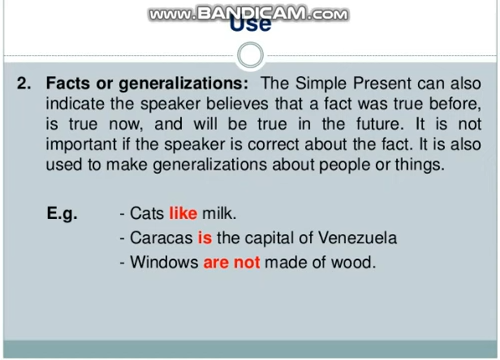 www.BANDICAM.com
Use
2. Facts or generalizations: The Simple Present can also
indicate the speaker believes that a fact was true before,
is true now, and will be true in the future. It is not
important if the speaker is correct about the fact. It is also
used to make generalizations about people or things.
E.g. - Cats like milk.
- Caracas is the capital of Venezuela
- Windows are not made of wood.